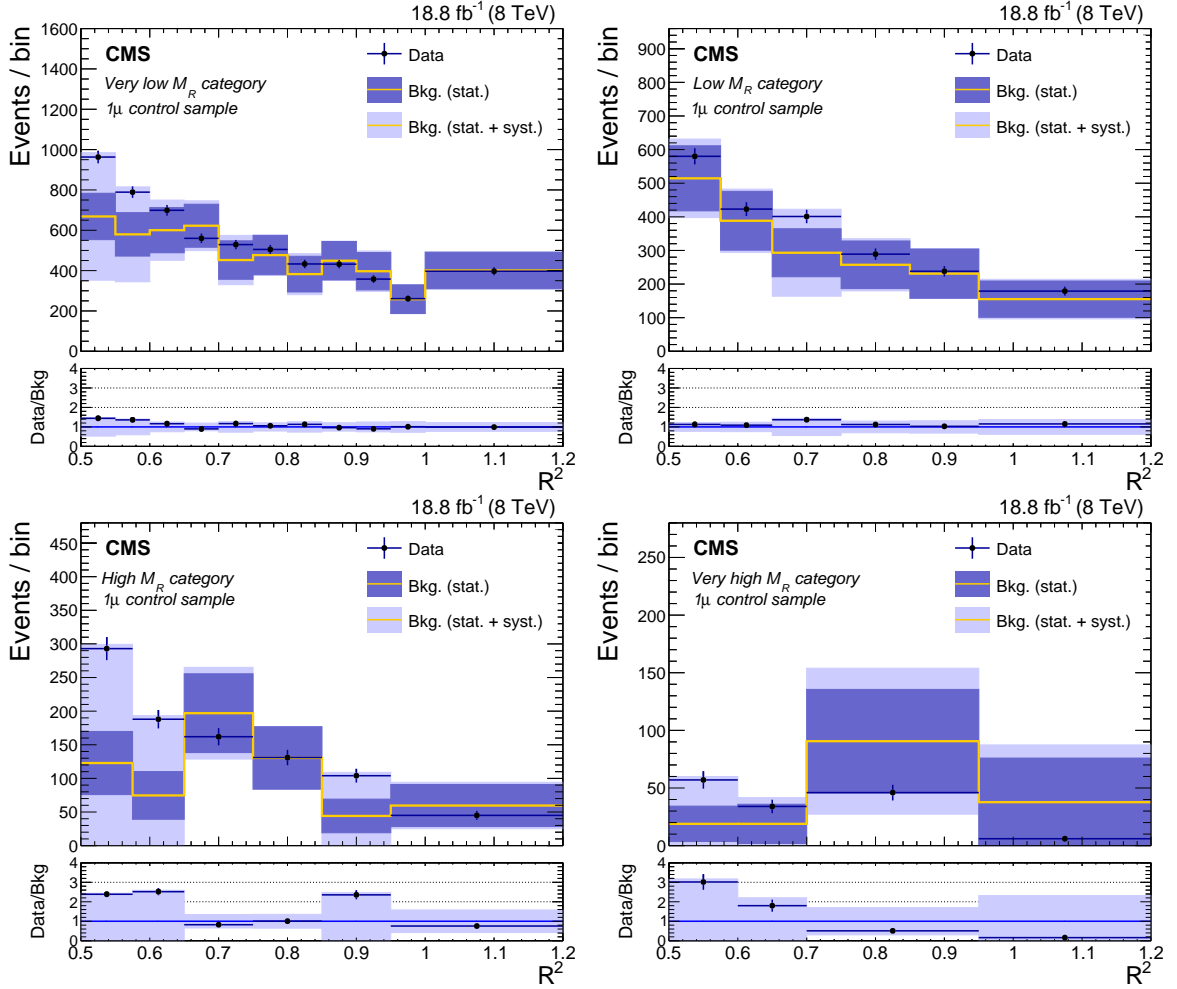 18.8 fb⁻¹ (8 TeV)
Events / bin
1600
1400
1200
1000
800
600
400
200
0
CMS
Very low M_R category
1μ control sample
Data
Bkg. (stat.)
Bkg. (stat. + syst.)
Data/Bkg
4
3
2
1
0
0.5 0.6 0.7 0.8 0.9 1 1.1 1.2
R²
18.8 fb⁻¹ (8 TeV)
Events / bin
900
800
700
600
500
400
300
200
100
0
CMS
Low M_R category
1μ control sample
Data
Bkg. (stat.)
Bkg. (stat. + syst.)
Data/Bkg
4
3
2
1
0
0.5 0.6 0.7 0.8 0.9 1 1.1 1.2
R²
18.8 fb⁻¹ (8 TeV)
Events / bin
450
400
350
300
250
200
150
100
50
0
CMS
High M_R category
1μ control sample
Data
Bkg. (stat.)
Bkg. (stat. + syst.)
Data/Bkg
4
3
2
1
0
0.5 0.6 0.7 0.8 0.9 1 1.1 1.2
R²
18.8 fb⁻¹ (8 TeV)
Events / bin
250
200
150
100
50
0
CMS
Very high M_R category
1μ control sample
Data
Bkg. (stat.)
Bkg. (stat. + syst.)
Data/Bkg
4
3
2
1
0
0.5 0.6 0.7 0.8 0.9 1 1.1 1.2
R²